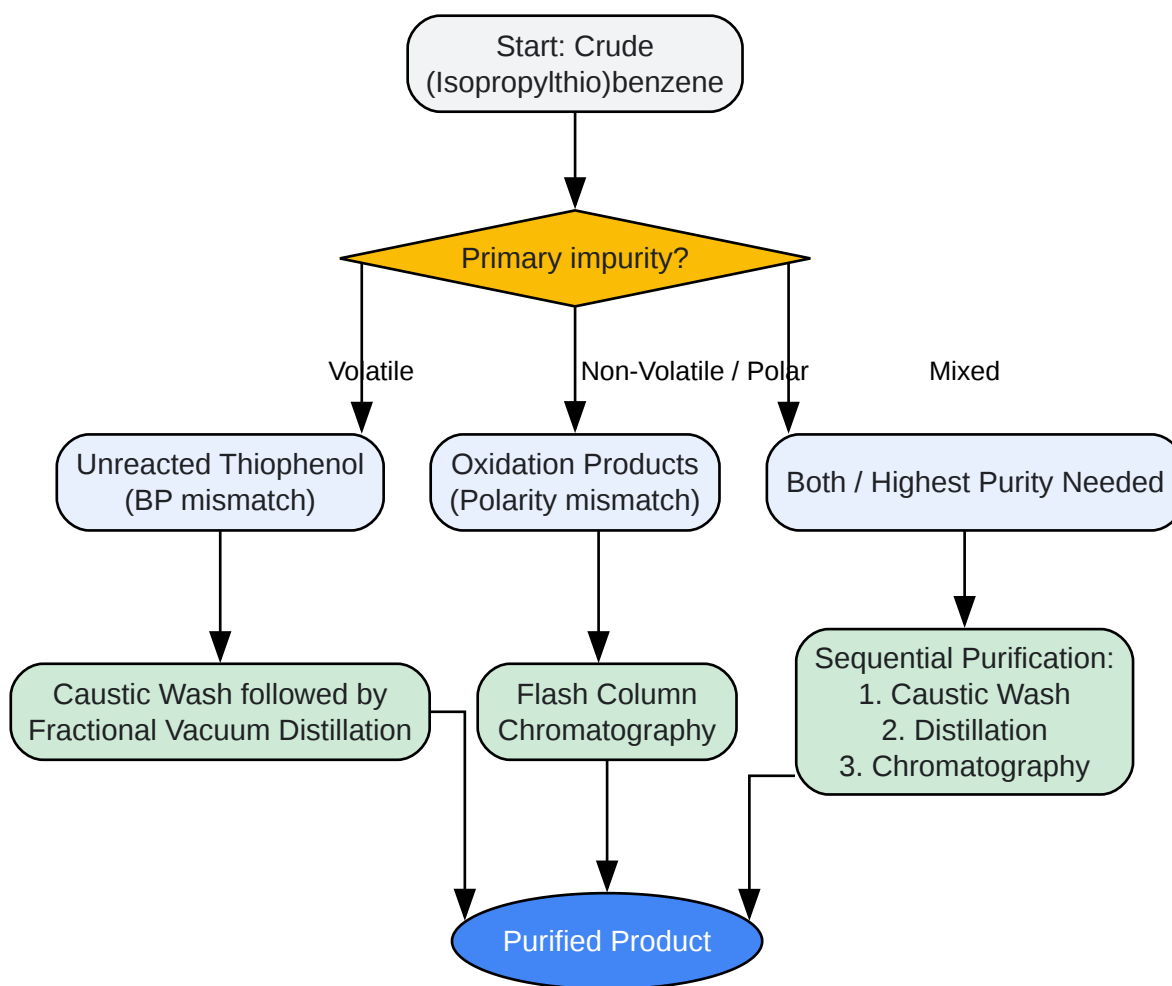 Start: Crude
(Isopropylthio)benzene
Primary impurity?
Volatile
Non-Volatile / Polar
Mixed
Unreacted Thiophenol
(BP mismatch)
Oxidation Products
(Polarity mismatch)
Both / Highest Purity Needed
Caustic Wash followed by
Fractional Vacuum Distillation
Flash Column
Chromatography
Sequential Purification:
1. Caustic Wash
2. Distillation
3. Chromatography
Purified Product